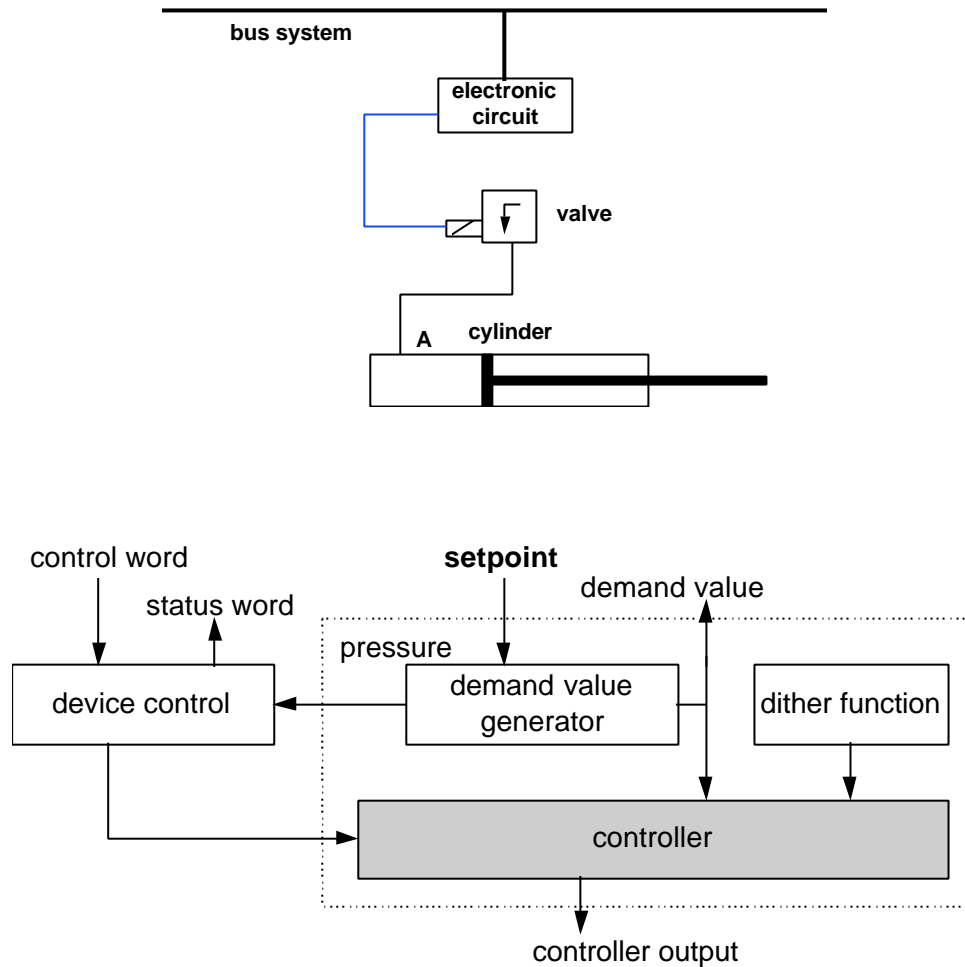 bus system
electronic
circuit
valve
A
cylinder
control word
setpoint
demand value
status word
pressure
device control
demand value
generator
dither function
controller
controller output